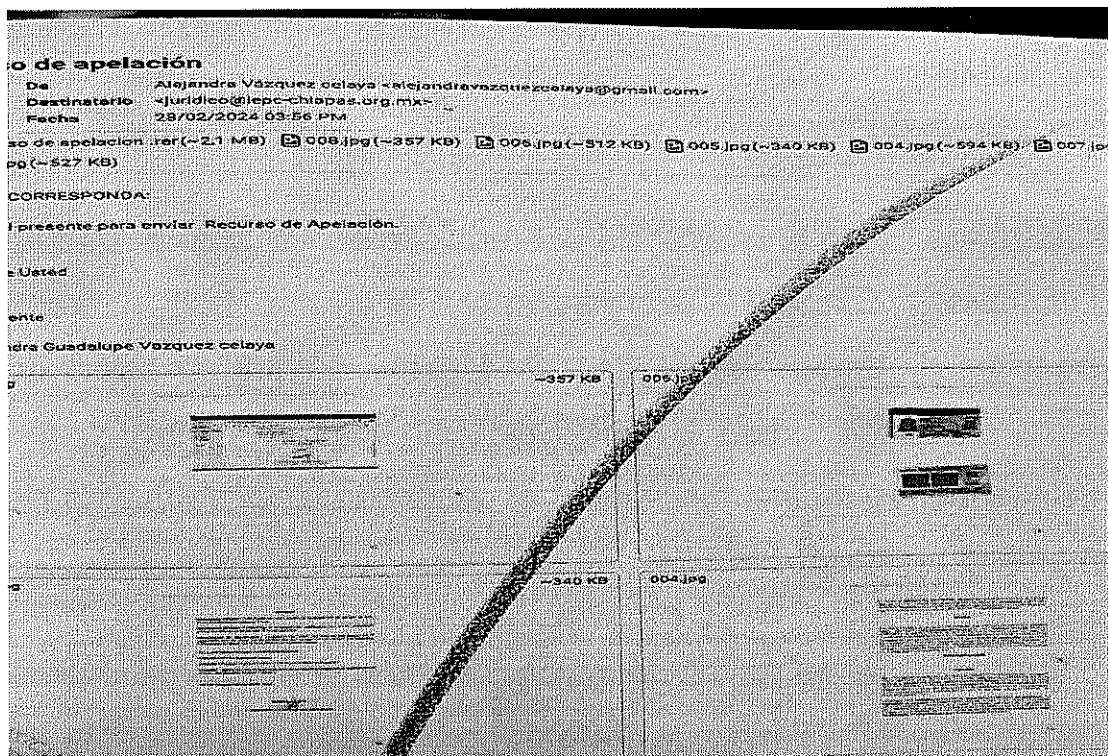 o de apelación
De Alejandra Vázquez celaya <alejandravazquezcelaya@gmail.com>
Destinatario <juridico@iepc-chiapas.org.mx>
Fecha 28/02/2024 03:56 PM
so de apelacion .rar(~2.1 MB) 008.jpg(~357 KB) 006.jpg(~512 KB) 005.jpg(~340 KB) 004.jpg(~594 KB) 007.jp
pg(~527 KB)
CORRESPONDA:
l presente para enviar Recurso de Apelación.
e Usted
ente
ndra Guadalupe Vazquez celaya
g ~357 KB 006.jpg
g ~340 KB 004.jpg